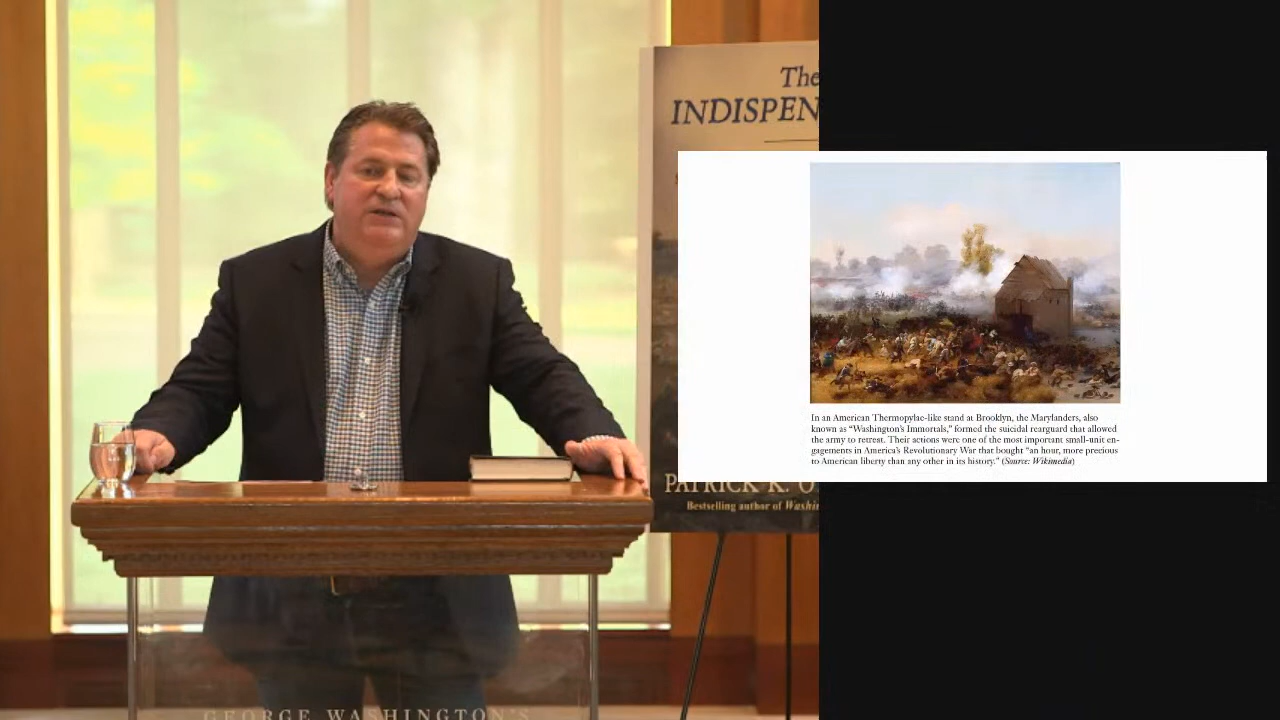 The
INDISPEN
In an American Thermopylae-like stand at Brooklyn, the Marylanders, also
known as “Washington’s Immortals,” formed the suicidal rearguard that allowed
the army to retreat. Their actions were one of the most important small-unit en-
gagements in America’s Revolutionary War that bought “an hour, more precious
to American liberty than any other in its history.” (Source: Wikimedia)
PATRICK K. O
Bestselling author of Washin
GEORGE WASHINGTON'S